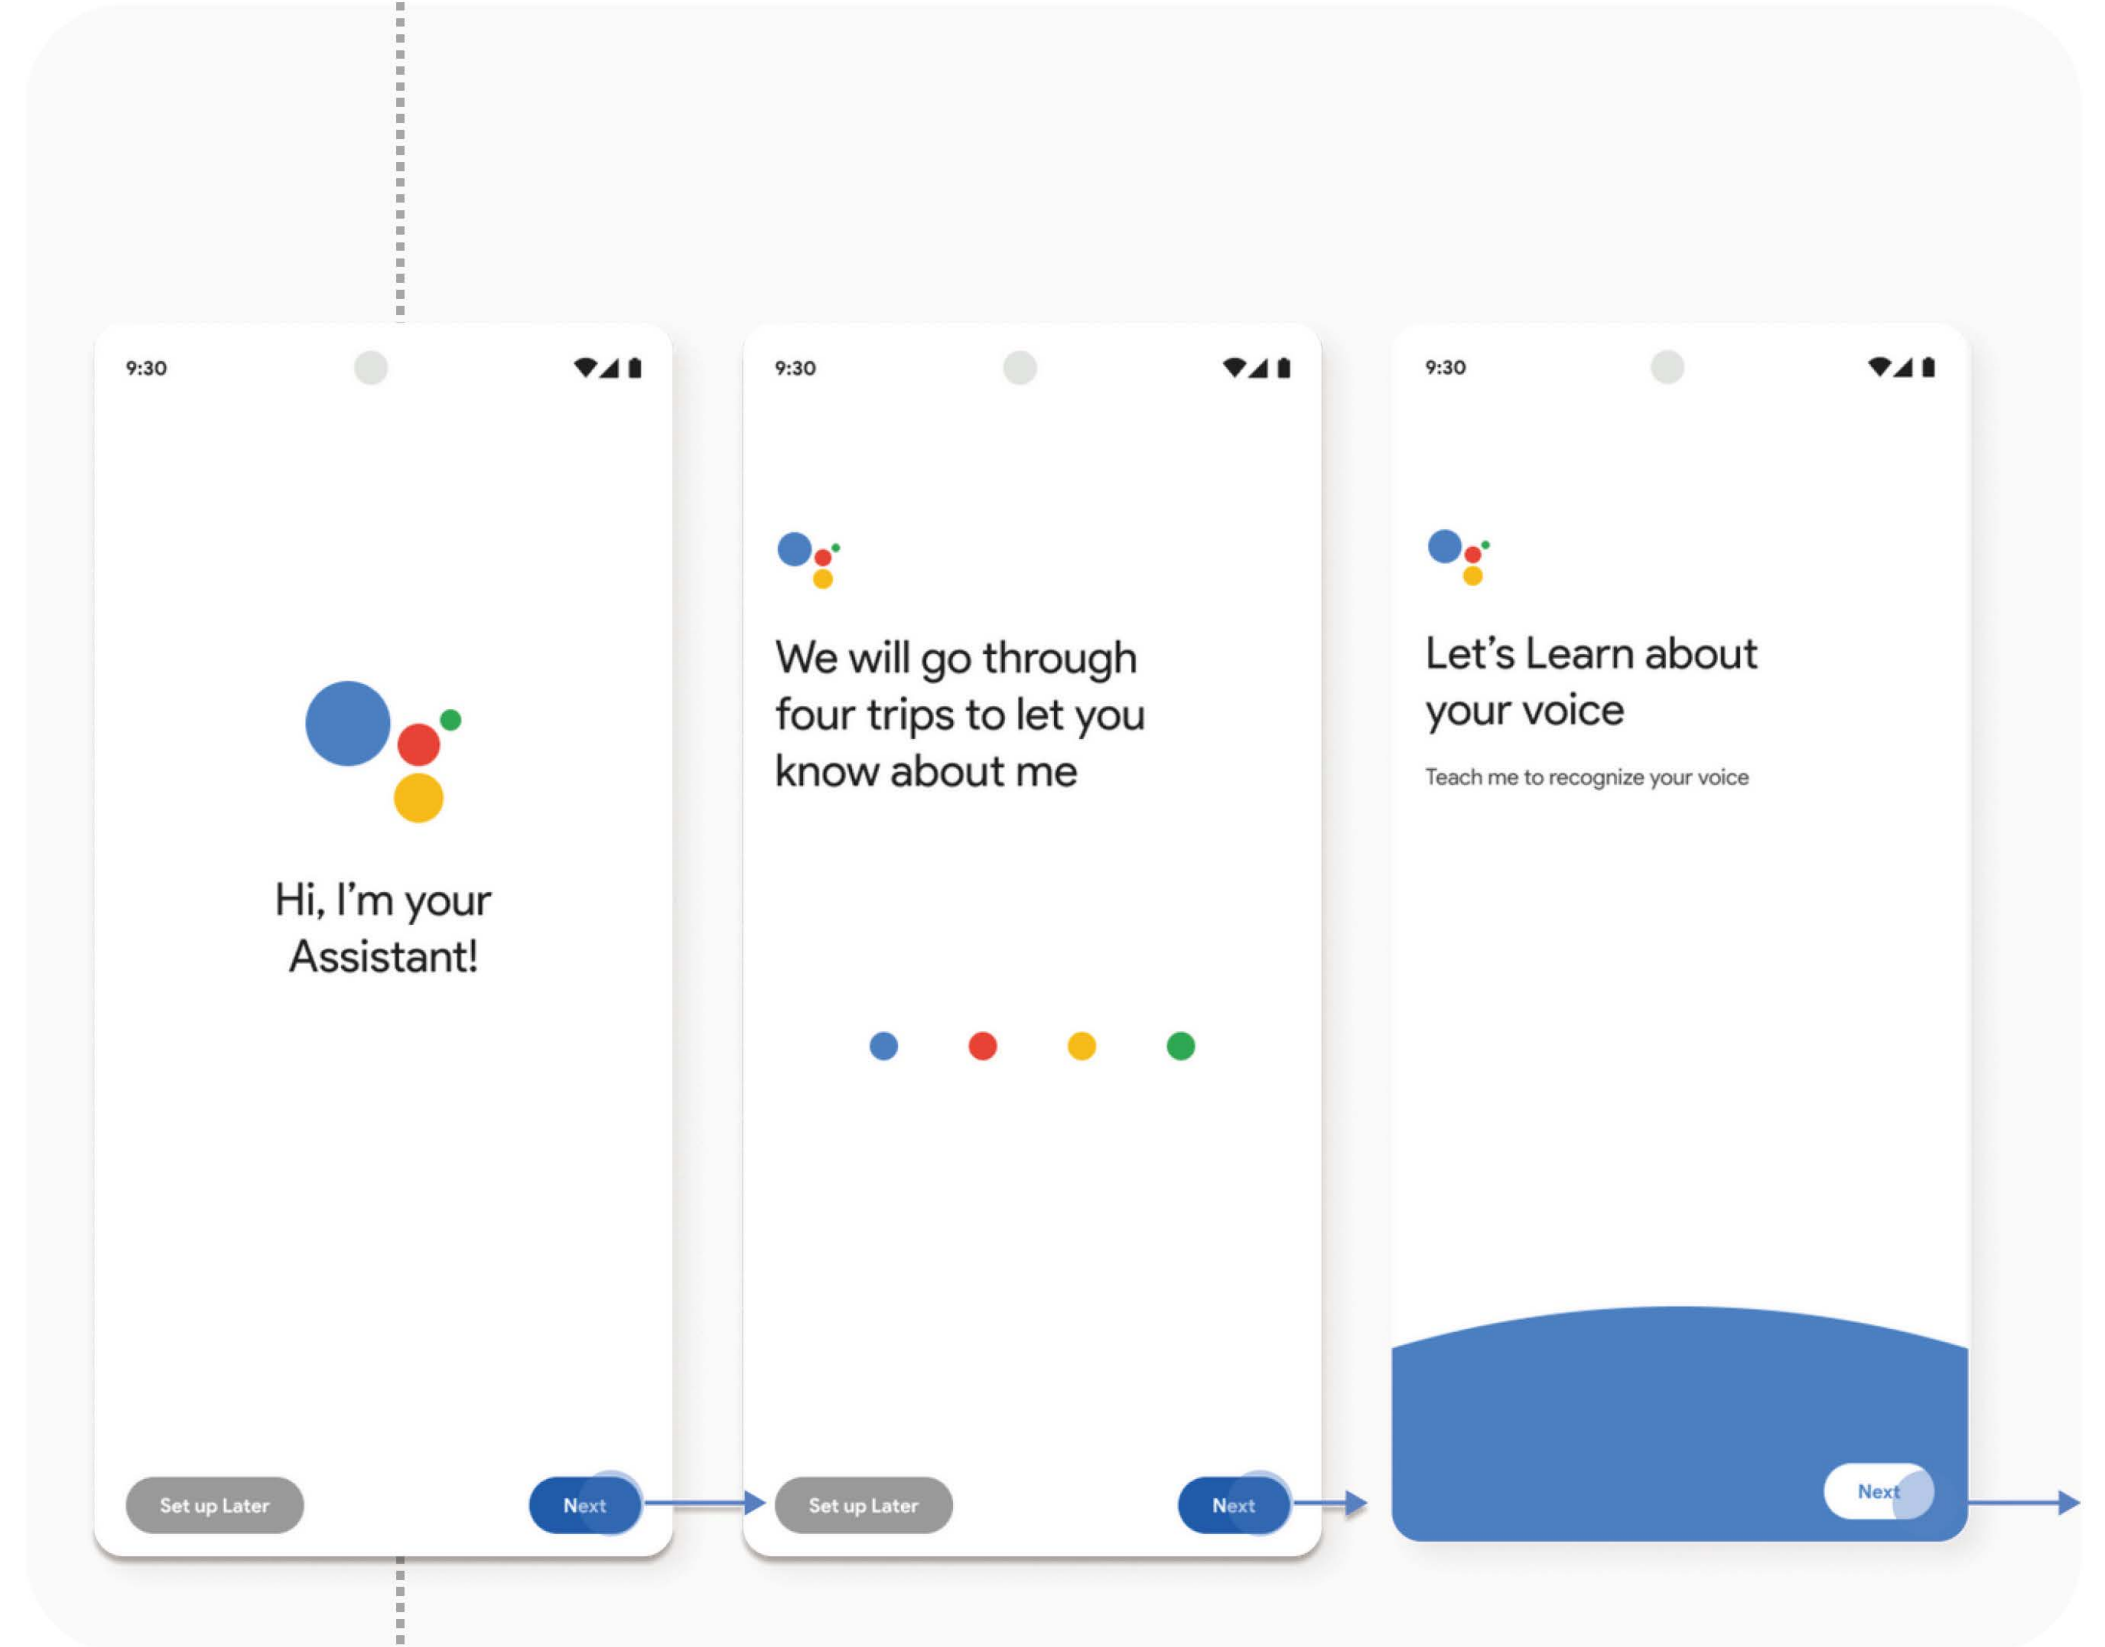 9:30
Hi, I'm your
Assistant!
Set up Later
Next
9:30
We will go through
four trips to let you
know about me
Set up Later
Next
9:30
Let's Learn about
your voice
Teach me to recognize your voice
Next